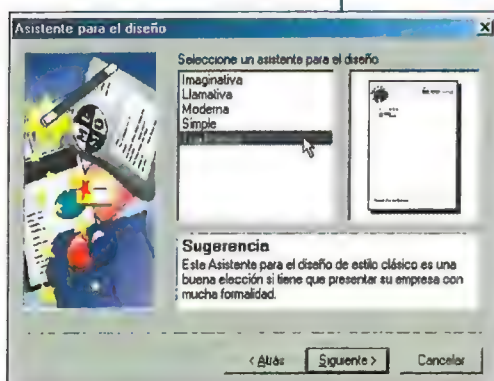 Asistente para el diseño
Seleccione un asistente para el diseño
Imaginativa
Llamativa
Moderna
Simple
Sugerencia
Este Asistente para el diseño de estilo clásico es una
buena elección si tiene que presentar su empresa con
mucha formalidad.
< Atrás
Siguiente >
Cancelar